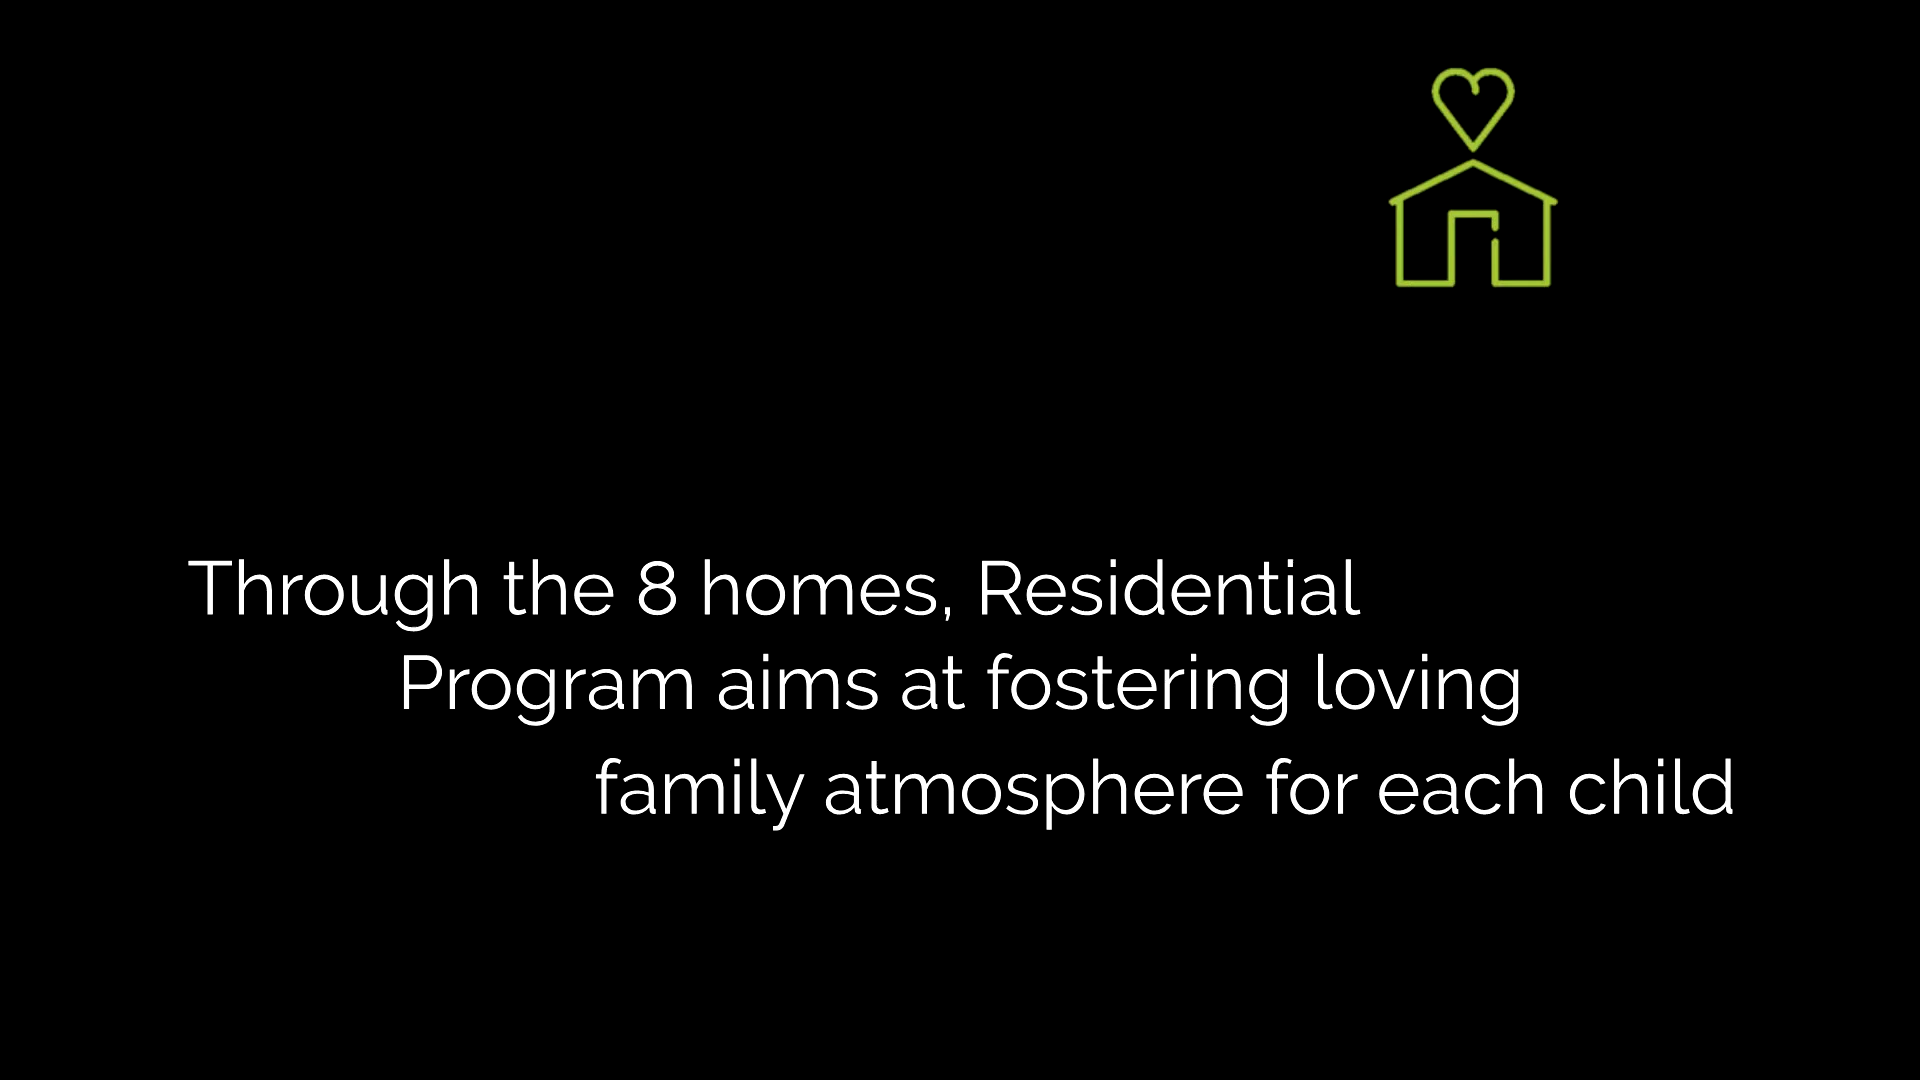 Through the 8 homes, Residential
Program aims at fostering loving
family atmosphere for each child